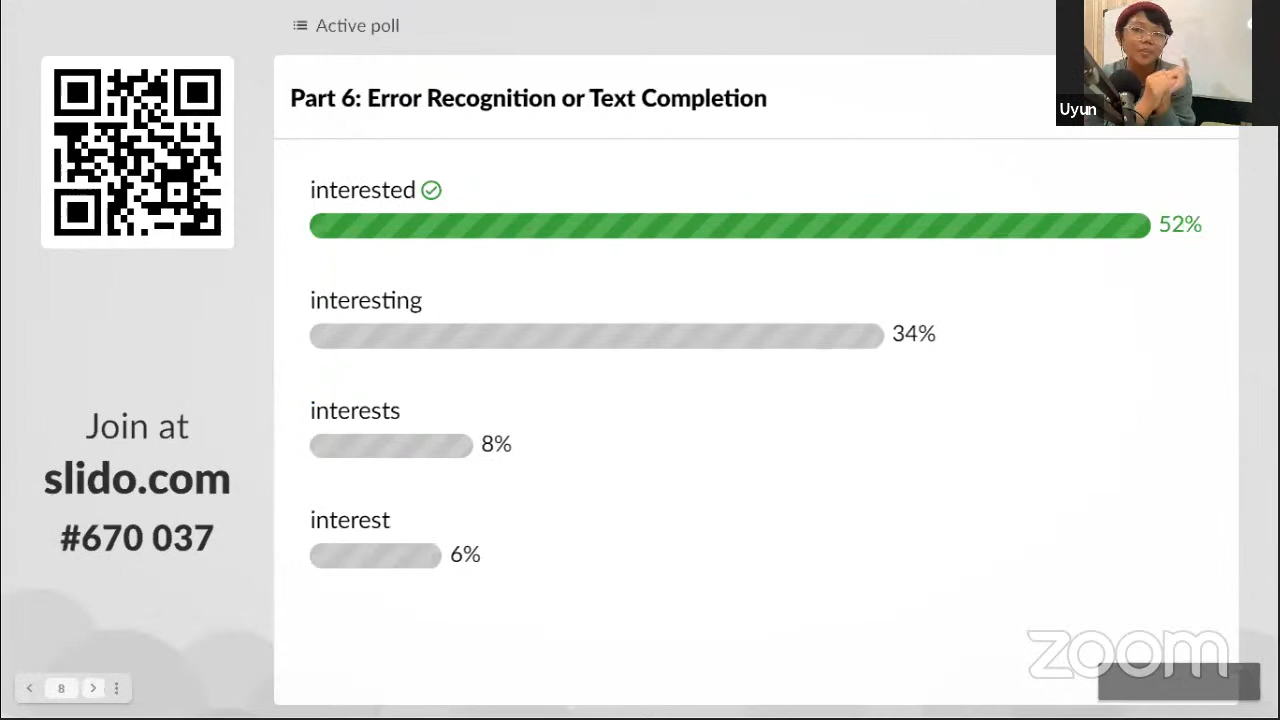 Active poll
Part 6: Error Recognition or Text Completion
Uyun
interested
52%
interesting
34%
interests
8%
interest
6%
Join at
slido.com
#670 037
8
zoom